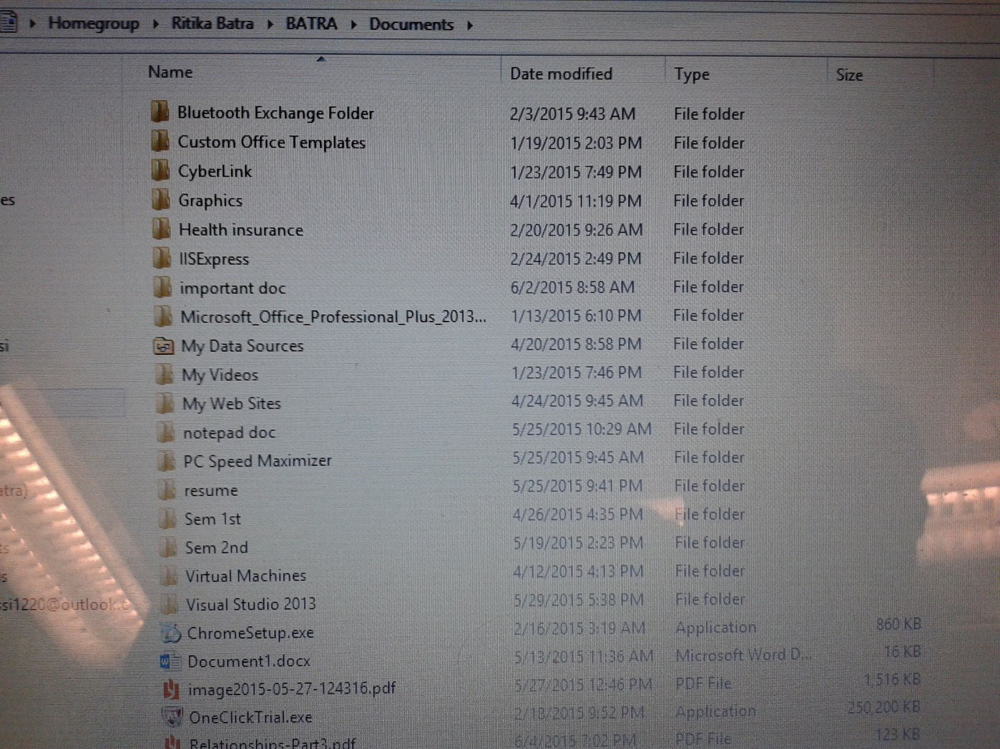 Homegroup Ritika Batra BATRA Documents
Name Date modified Type Size
Bluetooth Exchange Folder 2/3/2015 9:43 AM File folder
Custom Office Templates 1/19/2015 2:03 PM File folder
CyberLink 1/23/2015 7:49 PM File folder
Graphics 4/1/2015 11:19 PM File folder
es
Health insurance 2/20/2015 9:26 AM File folder
IISExpress 2/24/2015 2:49 PM File folder
important doc 6/2/2015 8:58 AM File folder
Microsoft_Office_Professional_Plus_2013... 1/13/2015 6:10 PM File folder
si My Data Sources 4/20/2015 8:58 PM File folder
My Videos 1/23/2015 7:46 PM File folder
My Web Sites 4/24/2015 9:45 AM File folder
notepad doc 5/25/2015 10:29 AM File folder
PC Speed Maximizer 5/25/2015 9:45 AM File folder
atra) resume 5/25/2015 9:41 PM File folder
Sem 1st 4/26/2015 4:35 PM File folder
ts Sem 2nd 5/19/2015 2:23 PM File folder
s Virtual Machines 4/12/2015 4:13 PM File folder
ssi1220@outlook.c Visual Studio 2013 5/29/2015 5:38 PM File folder
ChromeSetup.exe 2/16/2015 3:19 AM Application 860 KB
Document1.docx 5/13/2015 11:36 AM Microsoft Word D... 16 KB
image2015-05-27-124316.pdf 5/27/2015 12:46 PM PDF File 1,516 KB
OneClickTrial.exe 2/18/2015 9:52 PM Application 250,200 KB
Relationships-Part3.pdf 6/4/2015 7:02 PM PDF File 123 KB